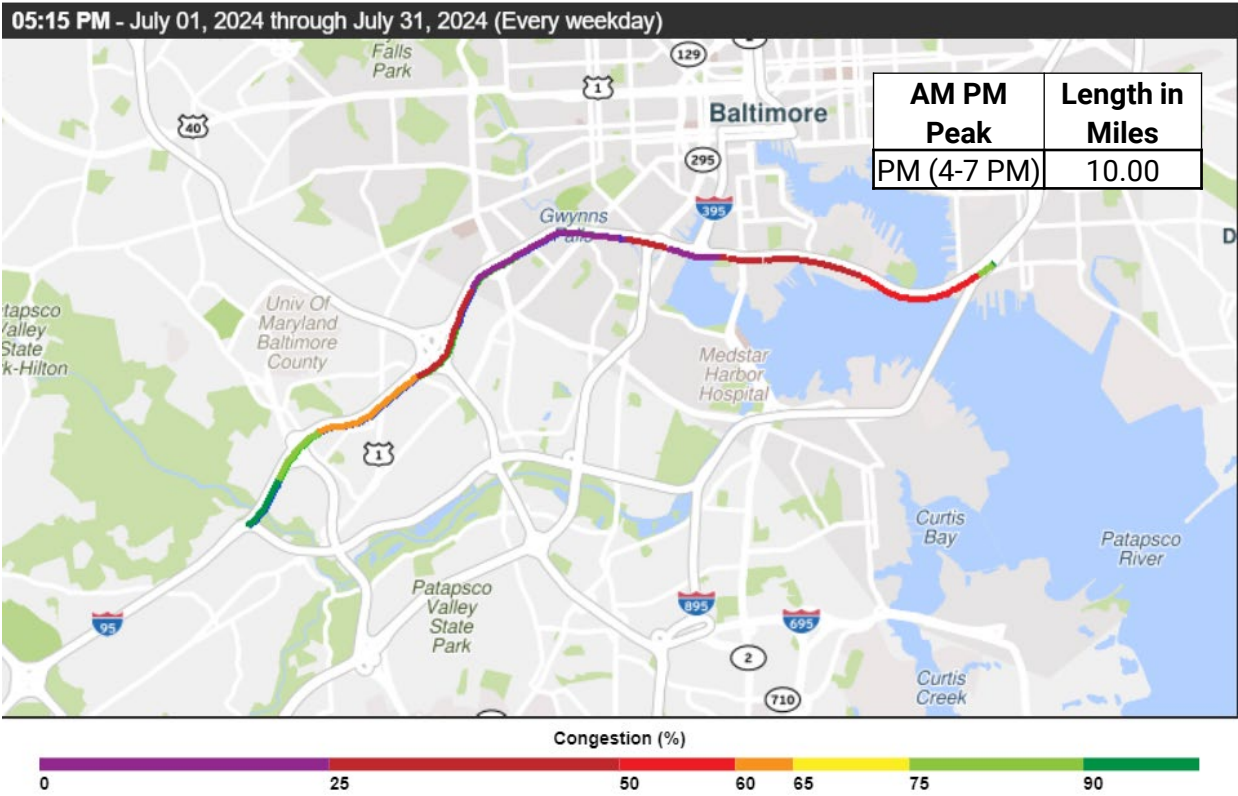 05:15 PM - July 01, 2024 through July 31, 2024 (Every weekday)
Falls
Park
129
1
40
Baltimore
AM PM
Peak
Length in
Miles
PM (4-7 PM)
10.00
295
395
Gwynns
Falls
D
Univ Of
Maryland
Baltimore
County
tapsco
Valley
State
k-Hilton
Medstar
Harbor
Hospital
1
Curtis
Bay
Patapsco
River
Patapsco
Valley
State
Park
95
895
695
2
710
Curtis
Creek
Congestion (%)
0
25
50
60
65
75
90